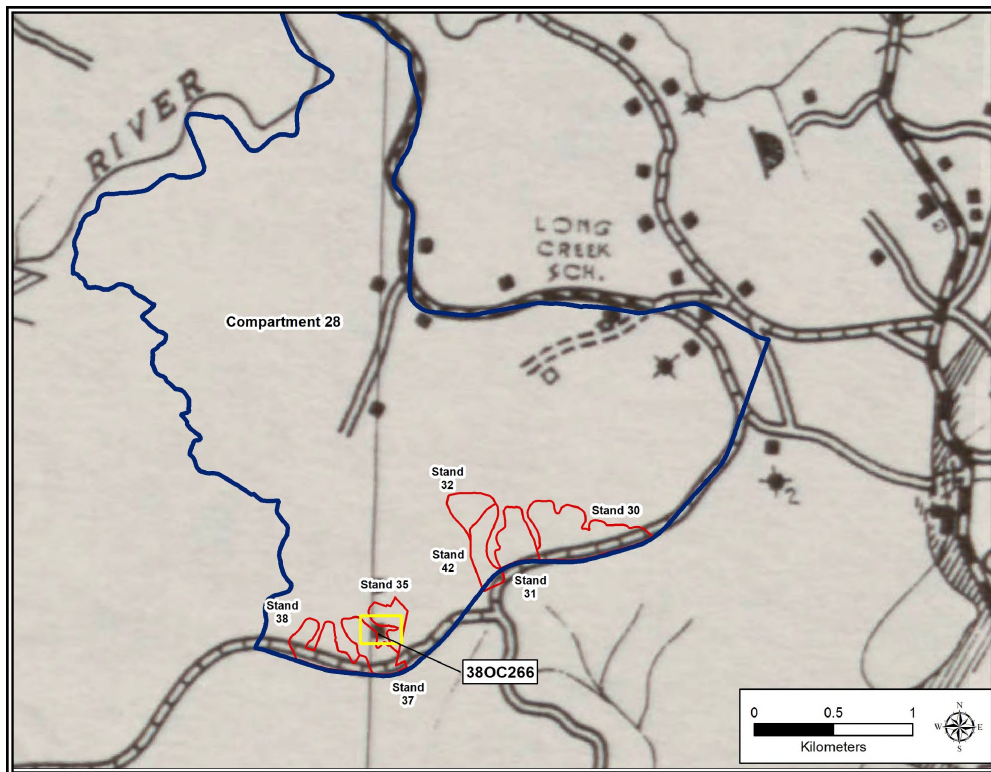 RIVER
LONG
CREEK
SCH.
Compartment 28
Stand
32
Stand 30
Stand
42
Stand
31
Stand 35
Stand
38
38OC266
Stand
37
2
0 0.5 1
Kilometers
N
W E
S